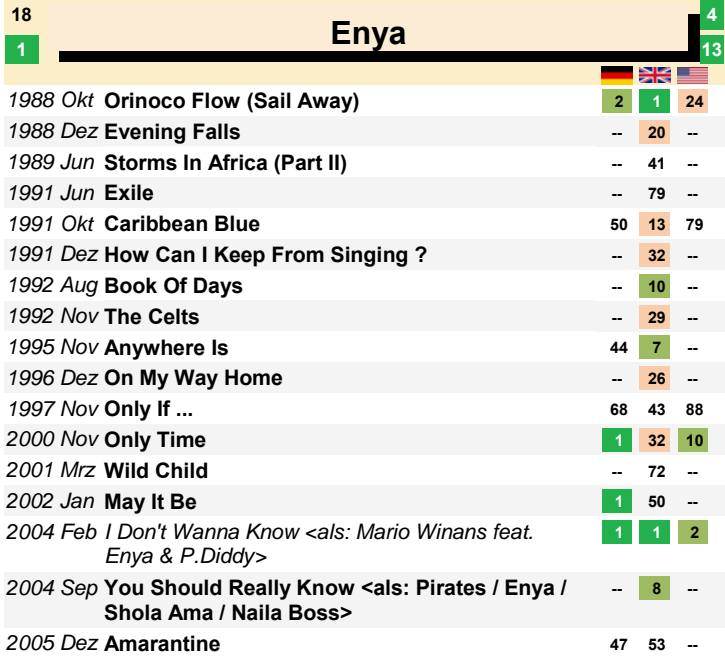 18 Enya 4
1 13
1988 Okt Orinoco Flow (Sail Away) 2 1 24
1988 Dez Evening Falls -- 20 --
1989 Jun Storms In Africa (Part II) -- 41 --
1991 Jun Exile -- 79 --
1991 Okt Caribbean Blue 50 13 79
1991 Dez How Can I Keep From Singing ? -- 32 --
1992 Aug Book Of Days -- 10 --
1992 Nov The Celts -- 29 --
1995 Nov Anywhere Is 44 7 --
1996 Dez On My Way Home -- 26 --
1997 Nov Only If ... 68 43 88
2000 Nov Only Time 1 32 10
2001 Mrz Wild Child -- 72 --
2002 Jan May It Be 1 50 --
2004 Feb I Don't Wanna Know <als: Mario Winans feat. 1 1 2
Enya & P.Diddy>
2004 Sep You Should Really Know <als: Pirates / Enya / -- 8 --
Shola Ama / Naila Boss>
2005 Dez Amarantine 47 53 --